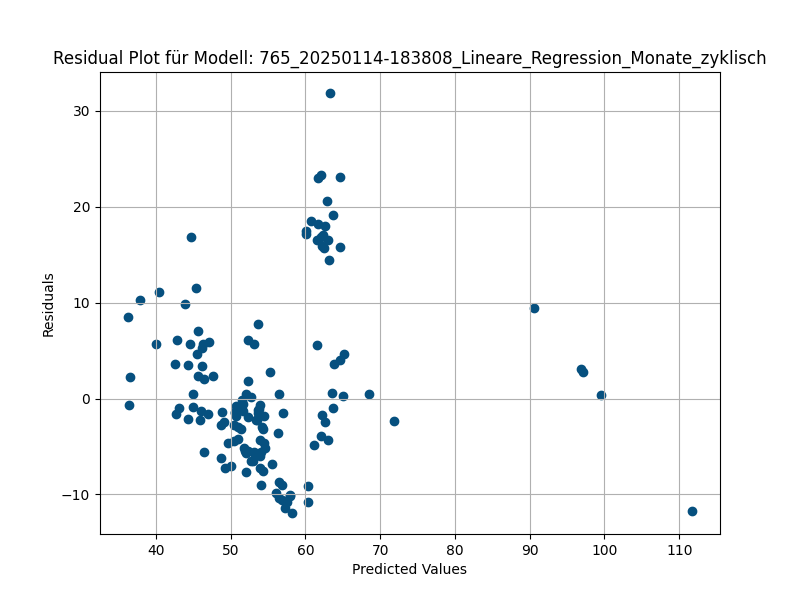 Residual Plot für Modell: 765_20250114-183808_Lineare_Regression_Monate_zyklisch
30
20
10
0
−10
Residuals
40 50 60 70 80 90 100 110
Predicted Values